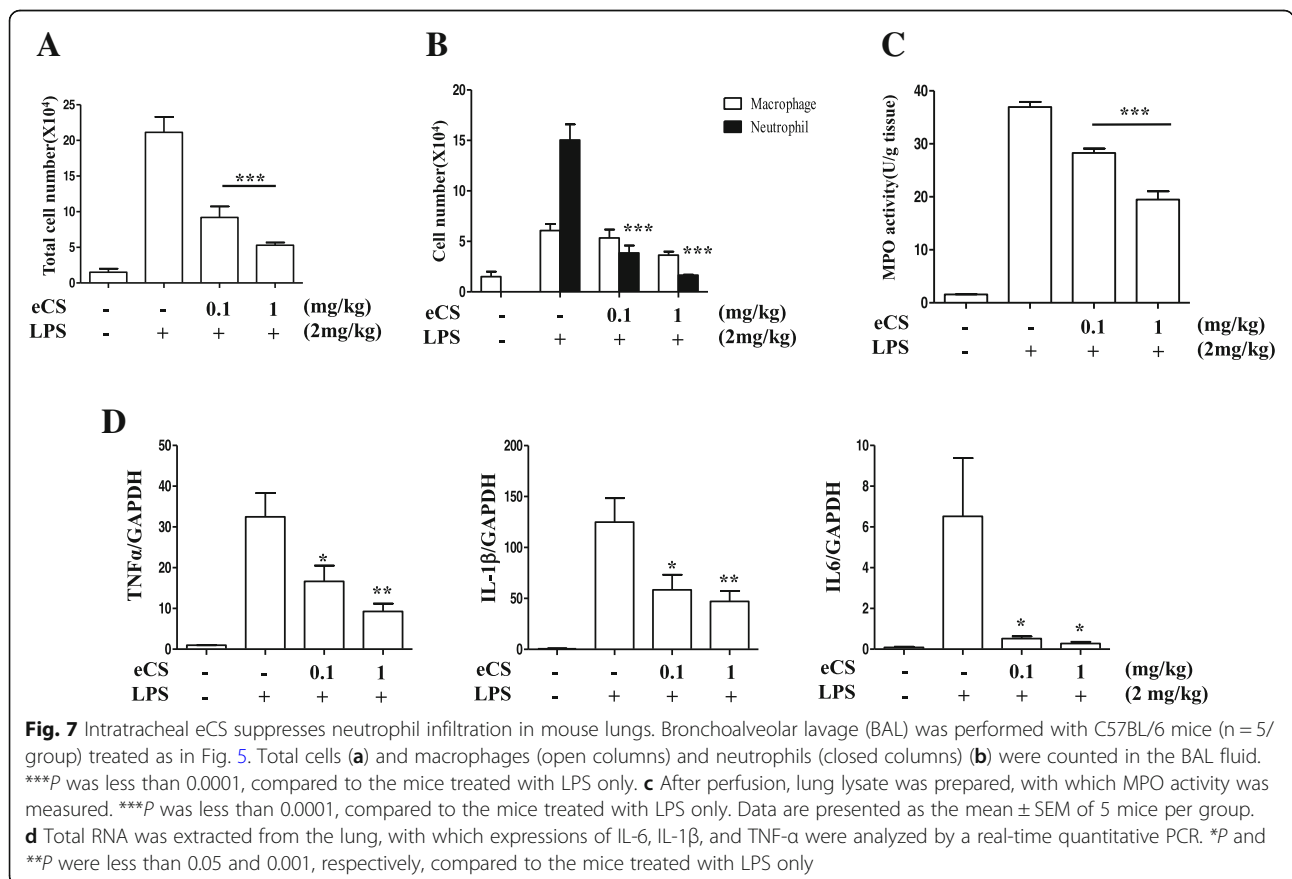 A
Total cell number(X10⁴)
25
20
15
10
5
0
***
eCS - - 0.1 1 (mg/kg)
LPS - + + + (2mg/kg)
B
Cell number(X10⁴)
20
15
10
5
0
Macrophage
Neutrophil
***
***
eCS - - 0.1 1 (mg/kg)
LPS - + + + (2mg/kg)
C
MPO activity(U/g tissue)
40
30
20
10
0
***
eCS - - 0.1 1 (mg/kg)
LPS - + + + (2mg/kg)
D
TNFα/GAPDH
50
40
30
20
10
0
*
**
eCS - - 0.1 1
LPS - + + +
IL-1β/GAPDH
200
150
100
50
0
*
**
eCS - - 0.1 1
LPS - + + +
IL6/GAPDH
10
8
6
4
2
0
*
*
eCS - - 0.1 1 (mg/kg)
LPS - + + + (2 mg/kg)
Fig. 7 Intratracheal eCS suppresses neutrophil infiltration in mouse lungs. Bronchoalveolar lavage (BAL) was performed with C57BL/6 mice (n = 5/
group) treated as in Fig. 5. Total cells (a) and macrophages (open columns) and neutrophils (closed columns) (b) were counted in the BAL fluid.
***P was less than 0.0001, compared to the mice treated with LPS only. c After perfusion, lung lysate was prepared, with which MPO activity was
measured. ***P was less than 0.0001, compared to the mice treated with LPS only. Data are presented as the mean ± SEM of 5 mice per group.
d Total RNA was extracted from the lung, with which expressions of IL-6, IL-1β, and TNF-α were analyzed by a real-time quantitative PCR. *P and
**P were less than 0.05 and 0.001, respectively, compared to the mice treated with LPS only